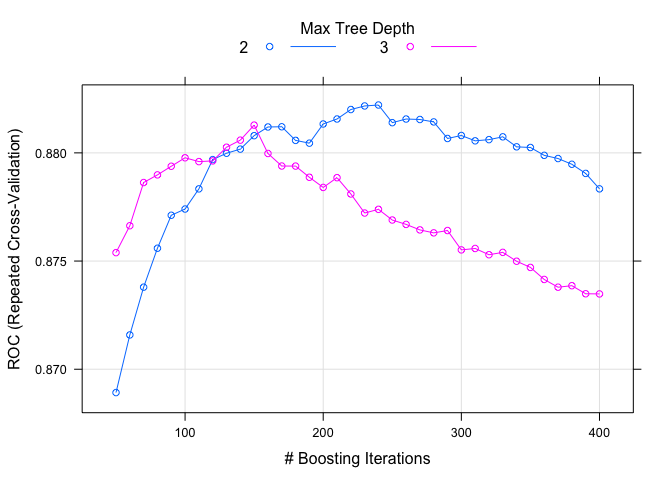 Max Tree Depth
2 3
ROC (Repeated Cross-Validation)
0.880
0.875
0.870
100 200 300 400
# Boosting Iterations